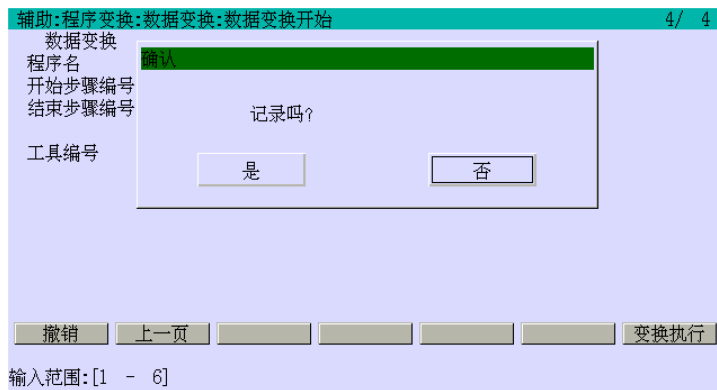 辅助:程序变换:数据变换:数据变换开始 4/ 4
数据变换
程序名
开始步骤编号
结束步骤编号
工具编号
确认
记录吗?
是 否
撤销 上一页 变换执行
输入范围:[1 - 6]